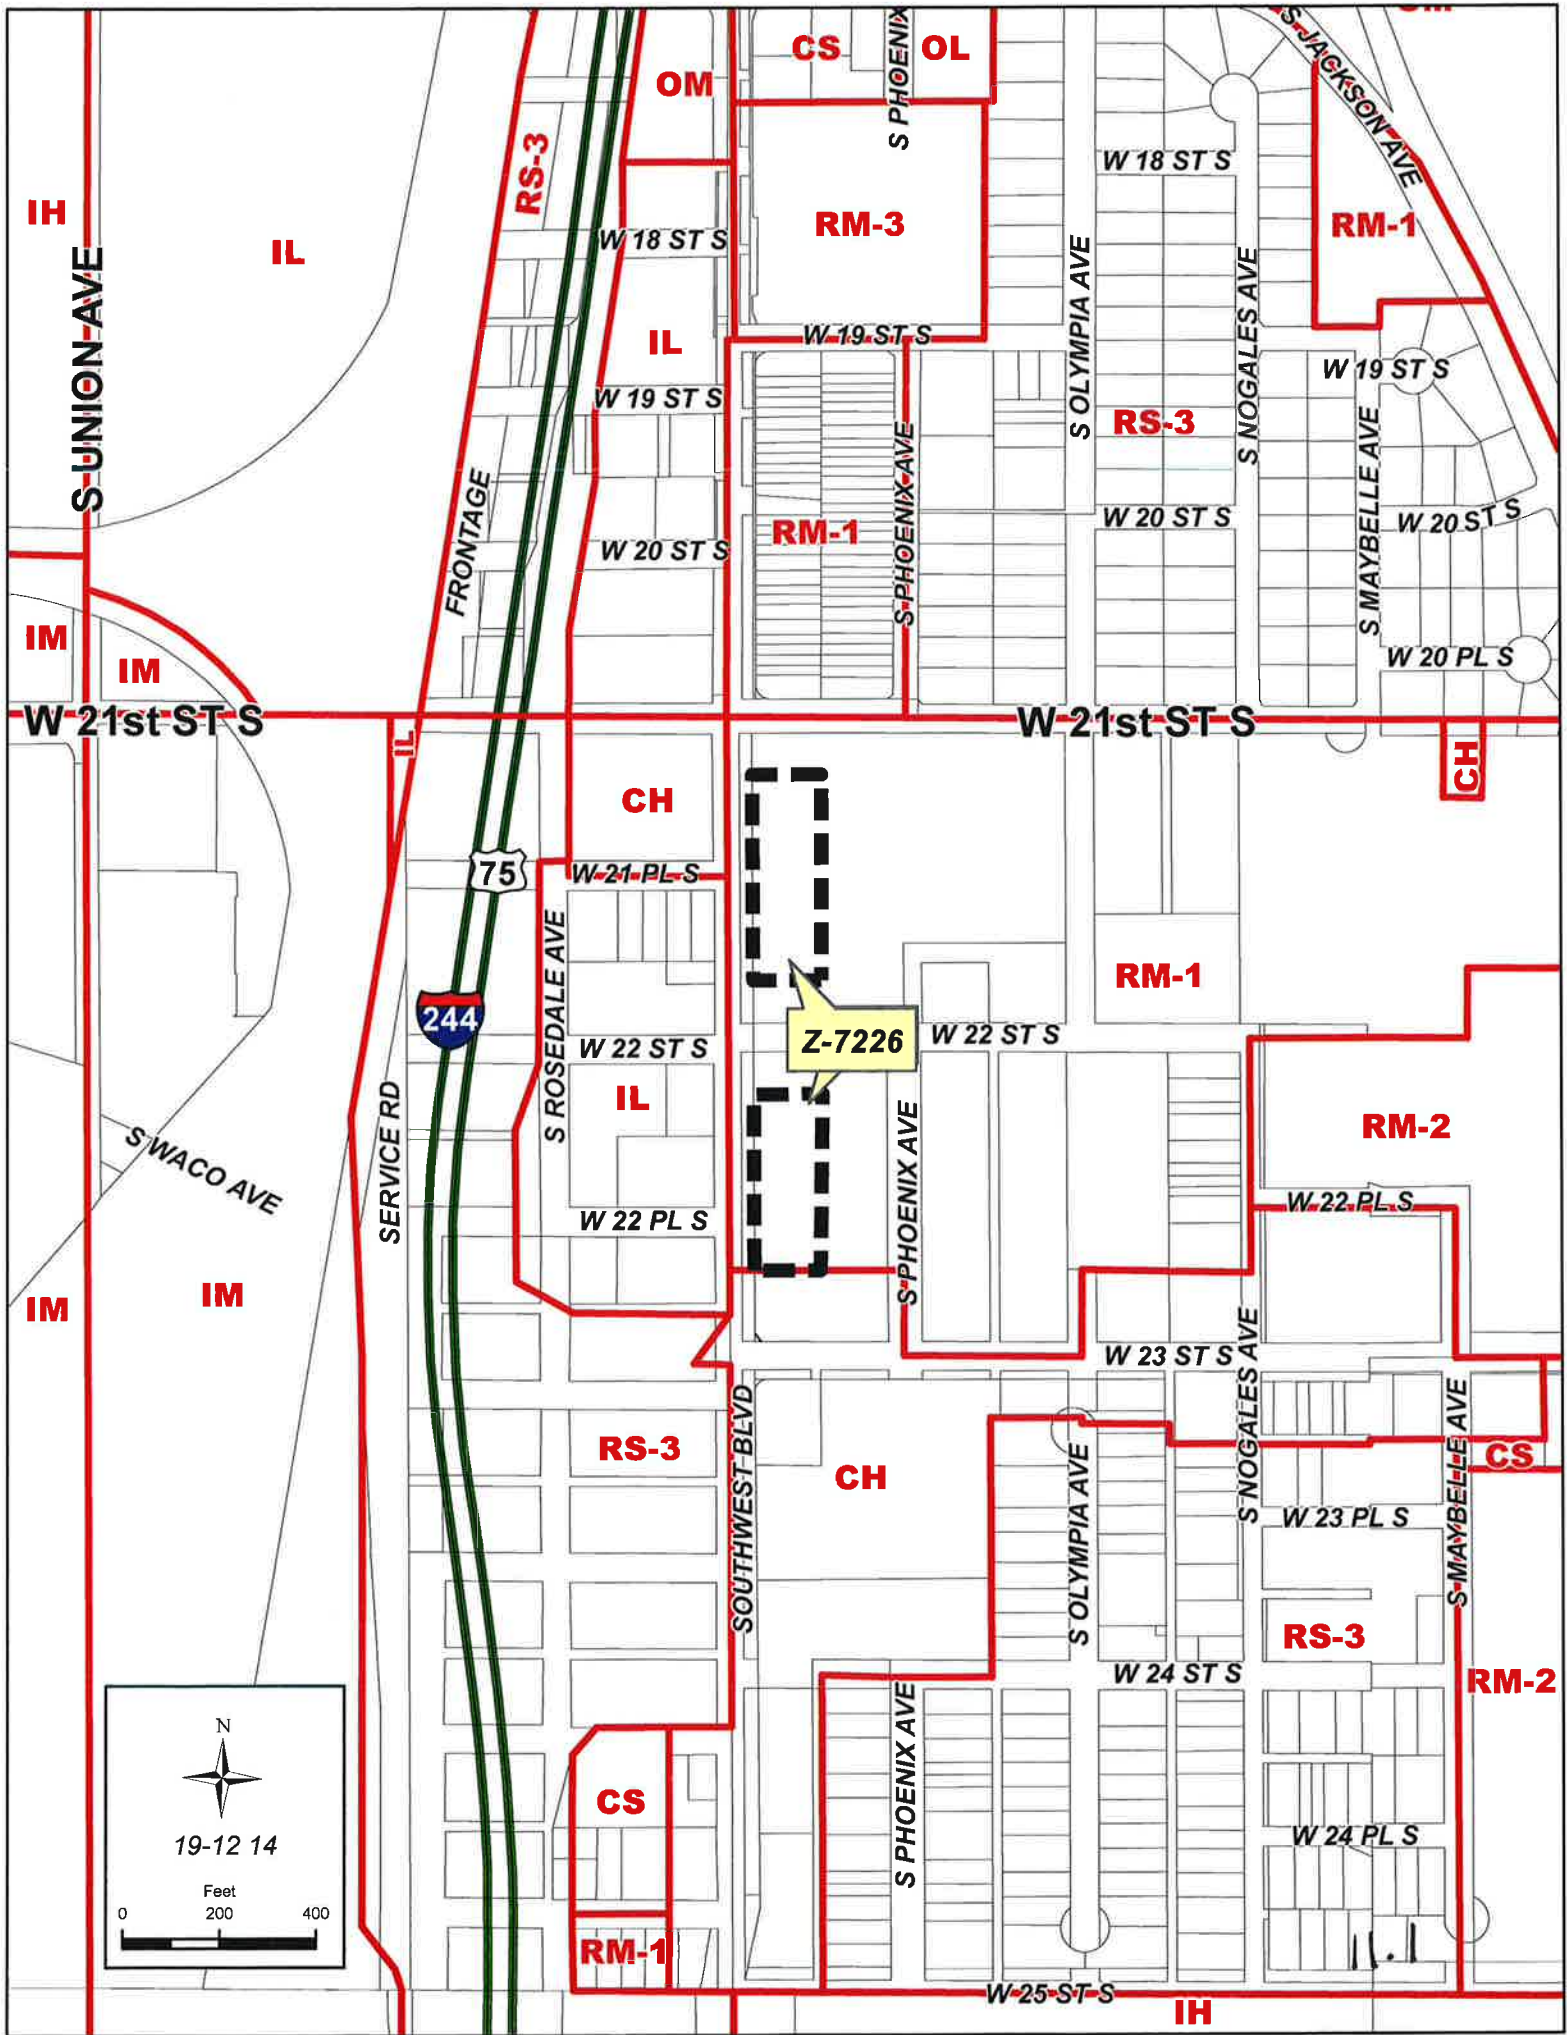 CS
S PHOENIX
OL
OM
S JACKSON AVE
RS-3
W 18 ST S
IH
IL
RM-3
RM-1
W 18 ST S
S UNION AVE
S OLYMPIA AVE
S NOGALES AVE
IL
W 19 ST S
W 19 ST S
W 19 ST S
RS-3
S PHOENIX AVE
S MAYBELLE AVE
FRONTAGE
RM-1
W 20 ST S
W 20 ST S
W 20 ST S
IM
IM
W 20 PL S
W 21st ST S
W 21st ST S
IL
CH
CH
75
W 21 PL S
S ROSEDALE AVE
RM-1
244
Z-7226
W 22 ST S
W 22 ST S
IL
SERVICE RD
S WACO AVE
S PHOENIX AVE
RM-2
W 22 PL S
W 22 PL S
IM
IM
W 23 ST S
S NOGALES AVE
SOUTHWEST BLVD
RS-3
CH
S OLYMPIA AVE
S MAYBELLE AVE
CS
W 23 PL S
RS-3
W 24 ST S
RM-2
S PHOENIX AVE
N
19-12 14
Feet
0 200 400
CS
W 24 PL S
RM-1
11.1
W 25 ST S
IH